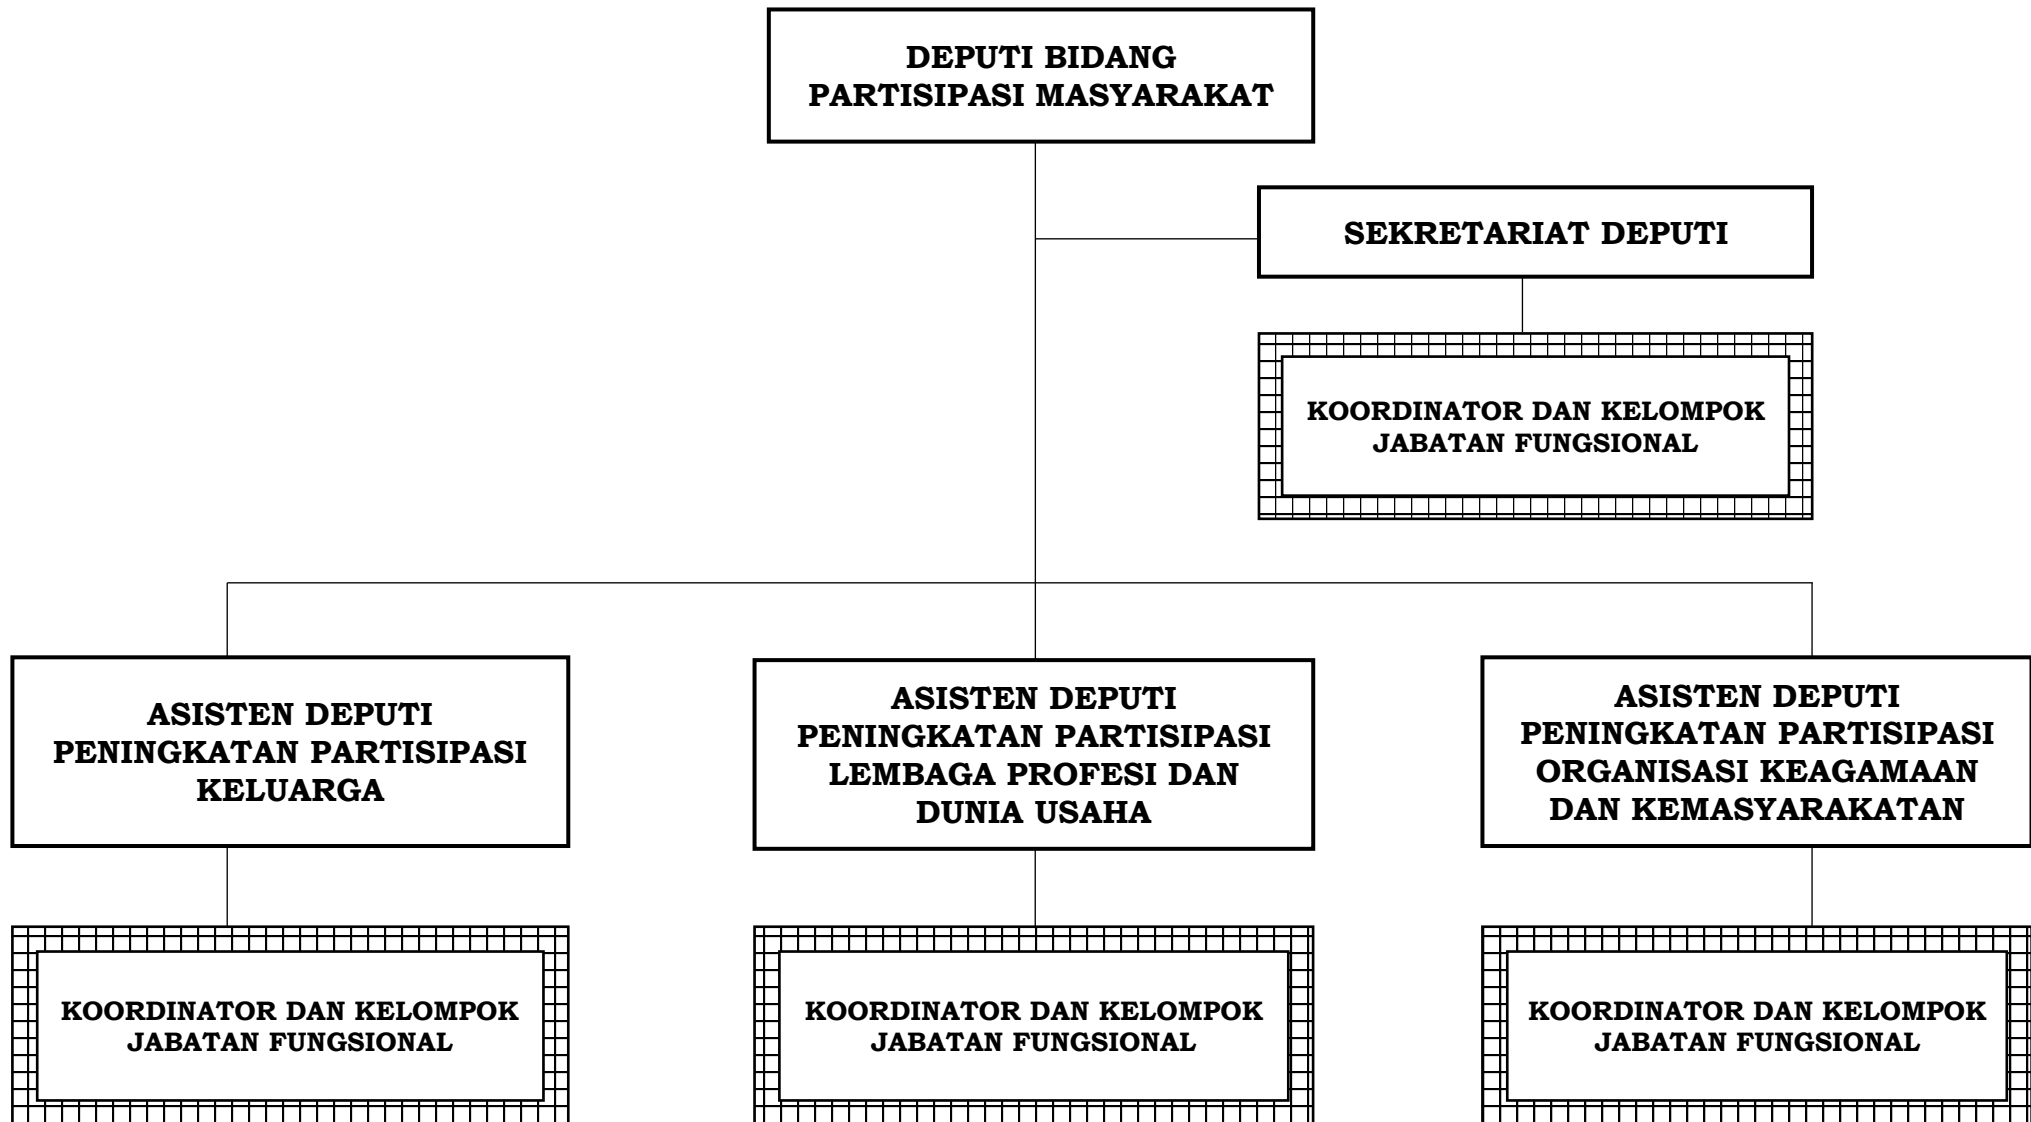 DEPUTI BIDANG
PARTISIPASI MASYARAKAT
SEKRETARIAT DEPUTI
KOORDINATOR DAN KELOMPOK
JABATAN FUNGSIONAL
ASISTEN DEPUTI
PENINGKATAN PARTISIPASI
KELUARGA
ASISTEN DEPUTI
PENINGKATAN PARTISIPASI
LEMBAGA PROFESI DAN
DUNIA USAHA
ASISTEN DEPUTI
PENINGKATAN PARTISIPASI
ORGANISASI KEAGAMAAN
DAN KEMASYARAKATAN
KOORDINATOR DAN KELOMPOK
JABATAN FUNGSIONAL
KOORDINATOR DAN KELOMPOK
JABATAN FUNGSIONAL
KOORDINATOR DAN KELOMPOK
JABATAN FUNGSIONAL